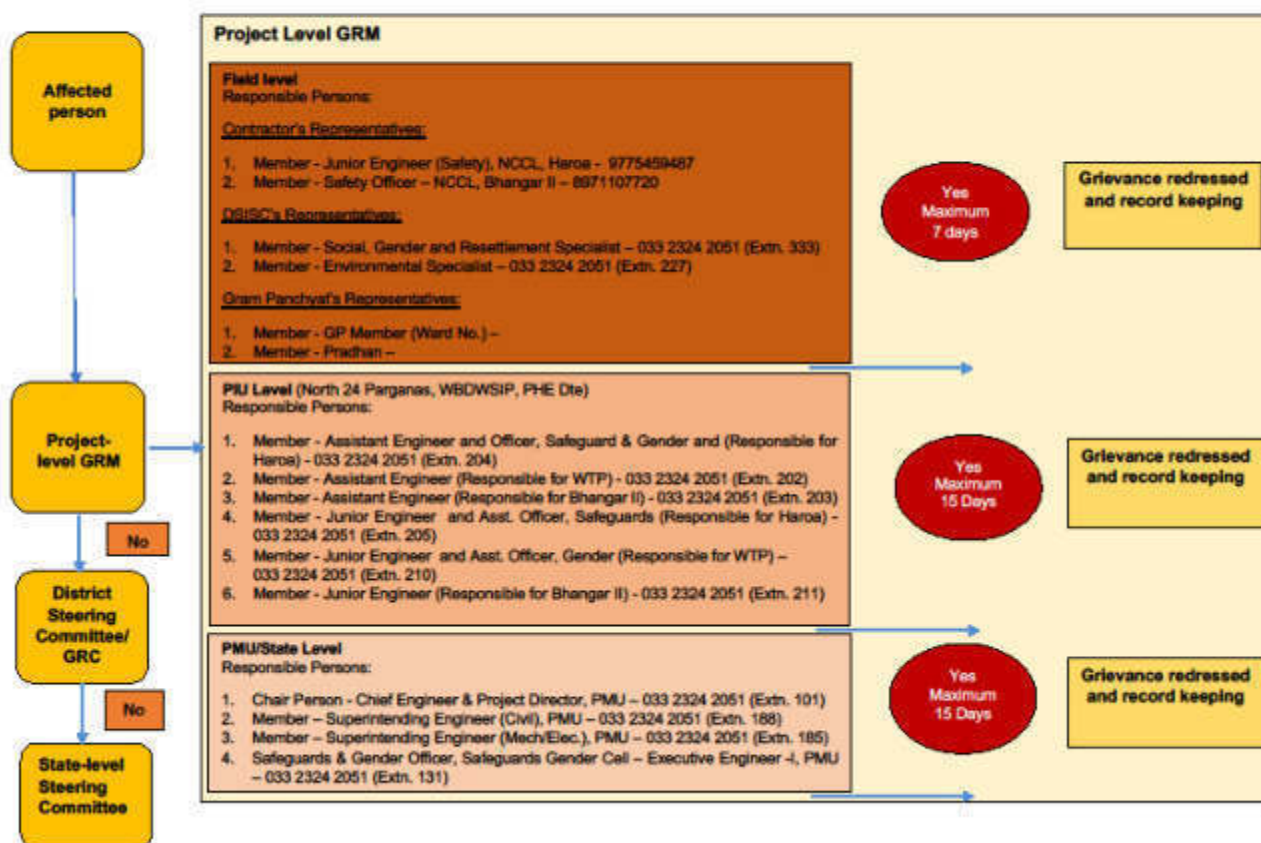 Affected
person
Project-
level GRM
No
District
Steering
Committee/
GRC
No
State-level
Steering
Committee
Project Level GRM
Field level
Responsible Persons:
Contractor's Representatives:
1. Member - Junior Engineer (Safety), NCCL, Haroa - 9775459487
2. Member - Safety Officer – NCCL, Bhangar II – 8971107720
DSISC's Representatives:
1. Member - Social, Gender and Resettlement Specialist – 033 2324 2051 (Extn. 333)
2. Member - Environmental Specialist – 033 2324 2051 (Extn. 227)
Gram Panchyat's Representatives:
1. Member - GP Member (Ward No.) –
2. Member - Pradhan –
Yes
Maximum
7 days
Grievance redressed
and record keeping
PIU Level (North 24 Parganas, WBDWSIP, PHE Dte)
Responsible Persons:
1. Member - Assistant Engineer and Officer, Safeguard & Gender and (Responsible for
Haroa) - 033 2324 2051 (Extn. 204)
2. Member - Assistant Engineer (Responsible for WTP) - 033 2324 2051 (Extn. 202)
3. Member - Assistant Engineer (Responsible for Bhangar II) - 033 2324 2051 (Extn. 203)
4. Member - Junior Engineer and Asst. Officer, Safeguards (Responsible for Haroa) -
033 2324 2051 (Extn. 205)
5. Member - Junior Engineer and Asst. Officer, Gender (Responsible for WTP) –
033 2324 2051 (Extn. 210)
6. Member - Junior Engineer (Responsible for Bhangar II) - 033 2324 2051 (Extn. 211)
Yes
Maximum
15 Days
Grievance redressed
and record keeping
PMU/State Level
Responsible Persons:
1. Chair Person - Chief Engineer & Project Director, PMU – 033 2324 2051 (Extn. 101)
2. Member – Superintending Engineer (Civil), PMU – 033 2324 2051 (Extn. 188)
3. Member – Superintending Engineer (Mech/Elec.), PMU – 033 2324 2051 (Extn. 185)
4. Safeguards & Gender Officer, Safeguards Gender Cell – Executive Engineer -I, PMU
– 033 2324 2051 (Extn. 131)
Yes
Maximum
15 Days
Grievance redressed
and record keeping